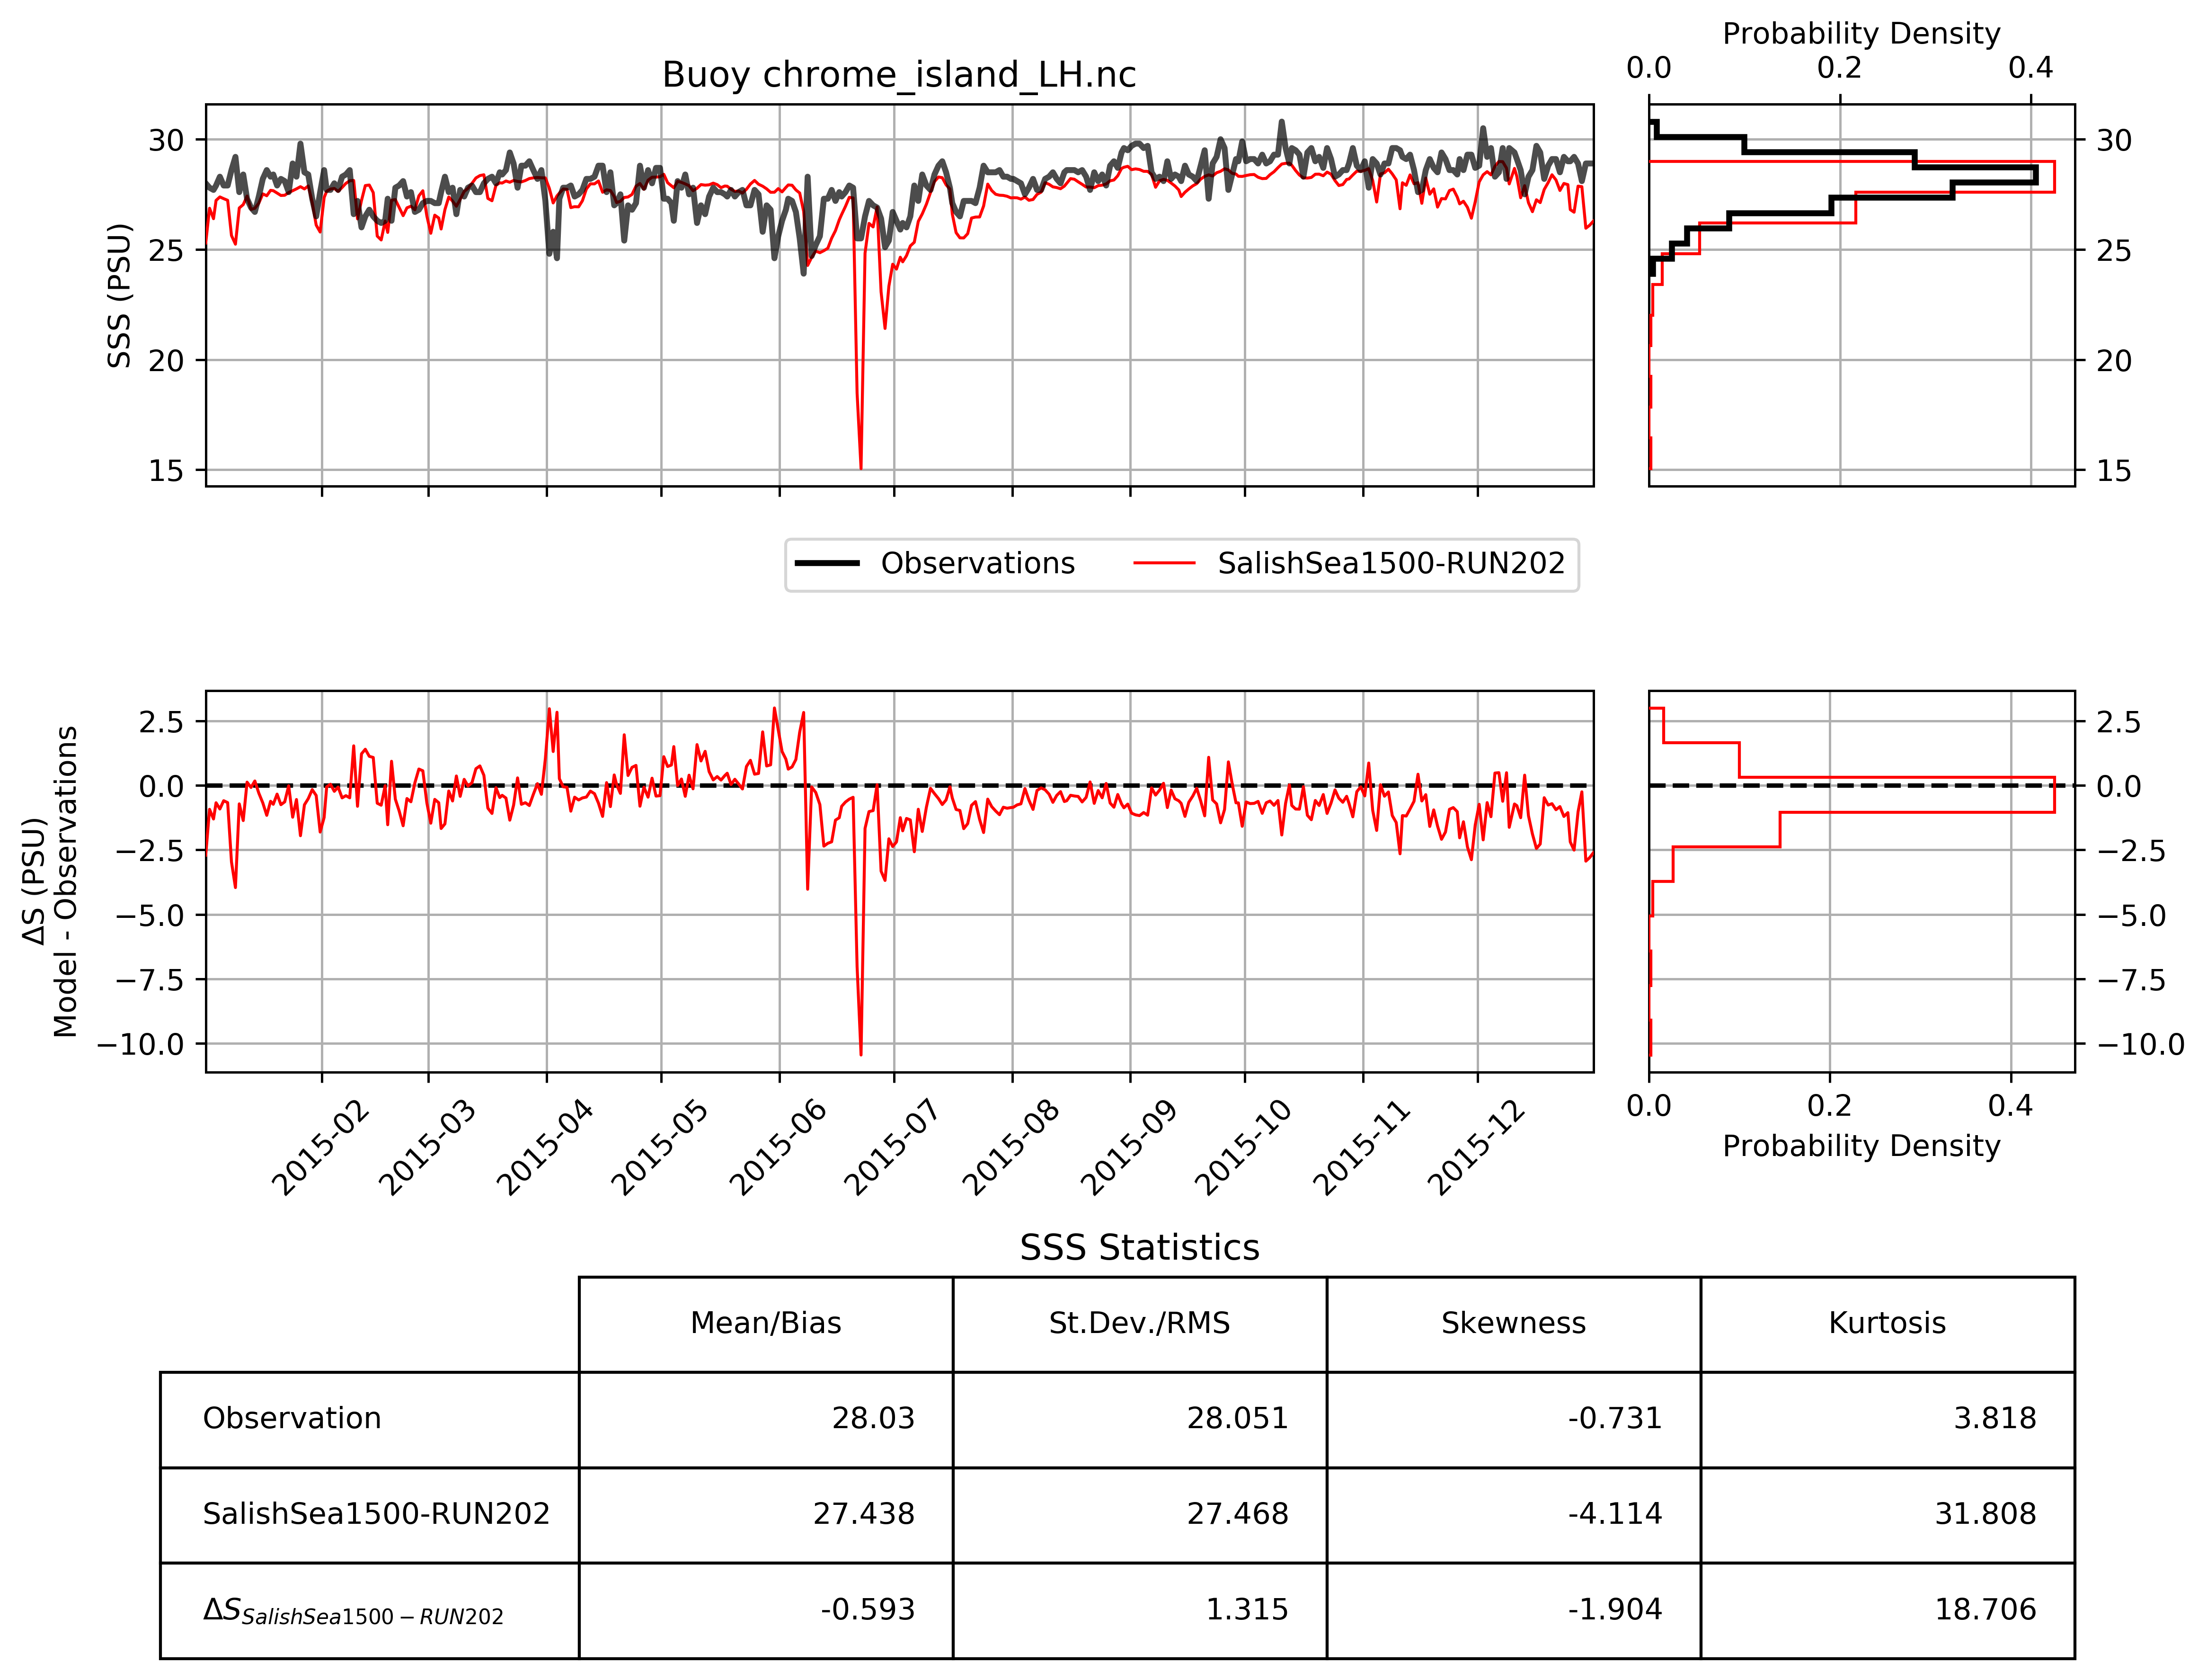 Probability Density
0.0 0.2 0.4
Buoy chrome_island_LH.nc
30
25
20
15
SSS (PSU)
30
25
20
15
Observations SalishSea1500-RUN202
2.5
0.0
−2.5
−5.0
−7.5
−10.0
ΔS (PSU)
Model - Observations
2.5
0.0
−2.5
−5.0
−7.5
−10.0
2015-02 2015-03 2015-04 2015-05 2015-06 2015-07 2015-08 2015-09 2015-10 2015-11 2015-12
0.0 0.2 0.4
Probability Density
SSS Statistics
Mean/Bias St.Dev./RMS Skewness Kurtosis
Observation 28.03 28.051 -0.731 3.818
SalishSea1500-RUN202 27.438 27.468 -4.114 31.808
ΔS SalishSea1500−RUN202 -0.593 1.315 -1.904 18.706